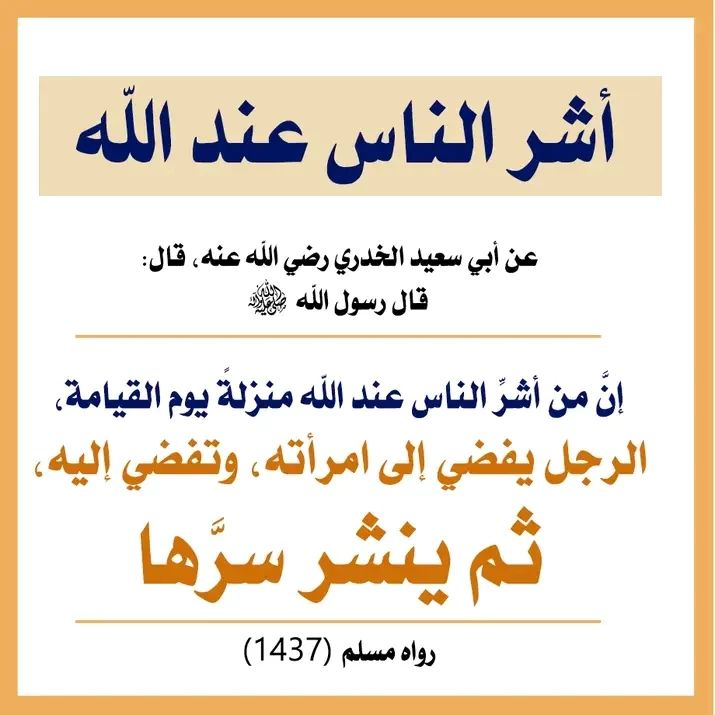 أشر الناس عند الله
عن أبي سعيد الخدري رضي الله عنه، قال:
قال رسول الله ﷺ
إنَّ من أشرِّ الناس عند الله منزلةً يوم القيامة،
الرجل يفضي إلى امرأته، وتفضي إليه،
ثم ينشر سرَّها
رواه مسلم (1437)